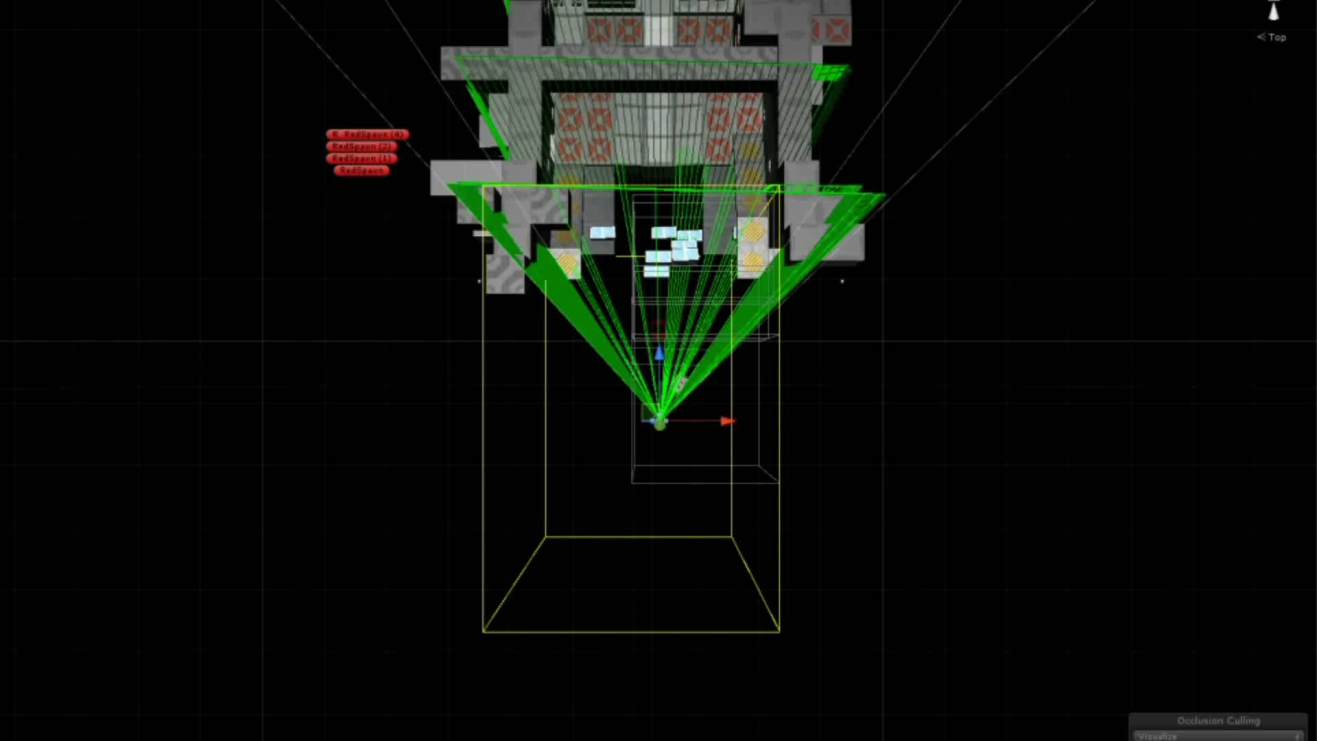 < Top
R RedSpawn (4)
RedSpawn (2)
RedSpawn (1)
RedSpawn
Occlusion Culling
Visualize